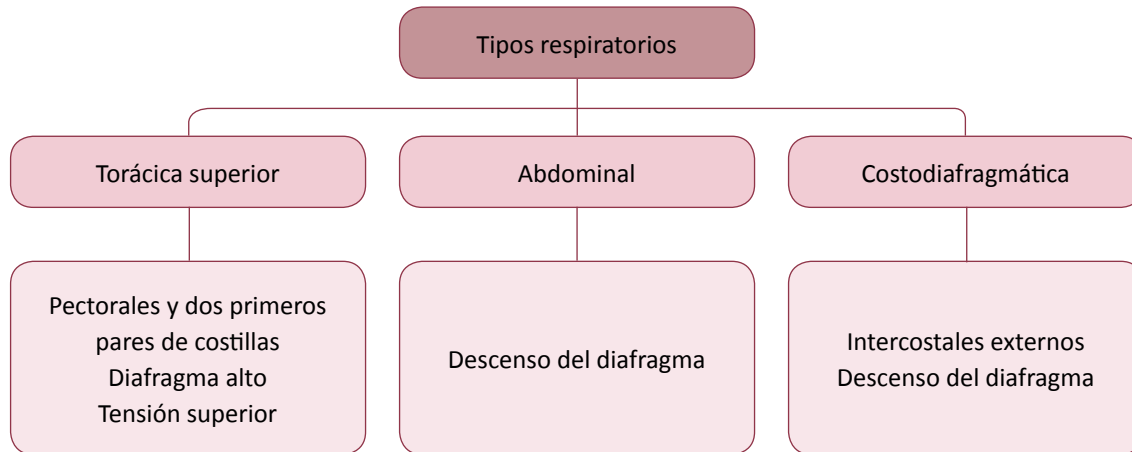 Tipos respiratorios
Torácica superior
Abdominal
Costodiafragmática
Pectorales y dos primeros
pares de costillas
Diafragma alto
Tensión superior
Descenso del diafragma
Intercostales externos
Descenso del diafragma